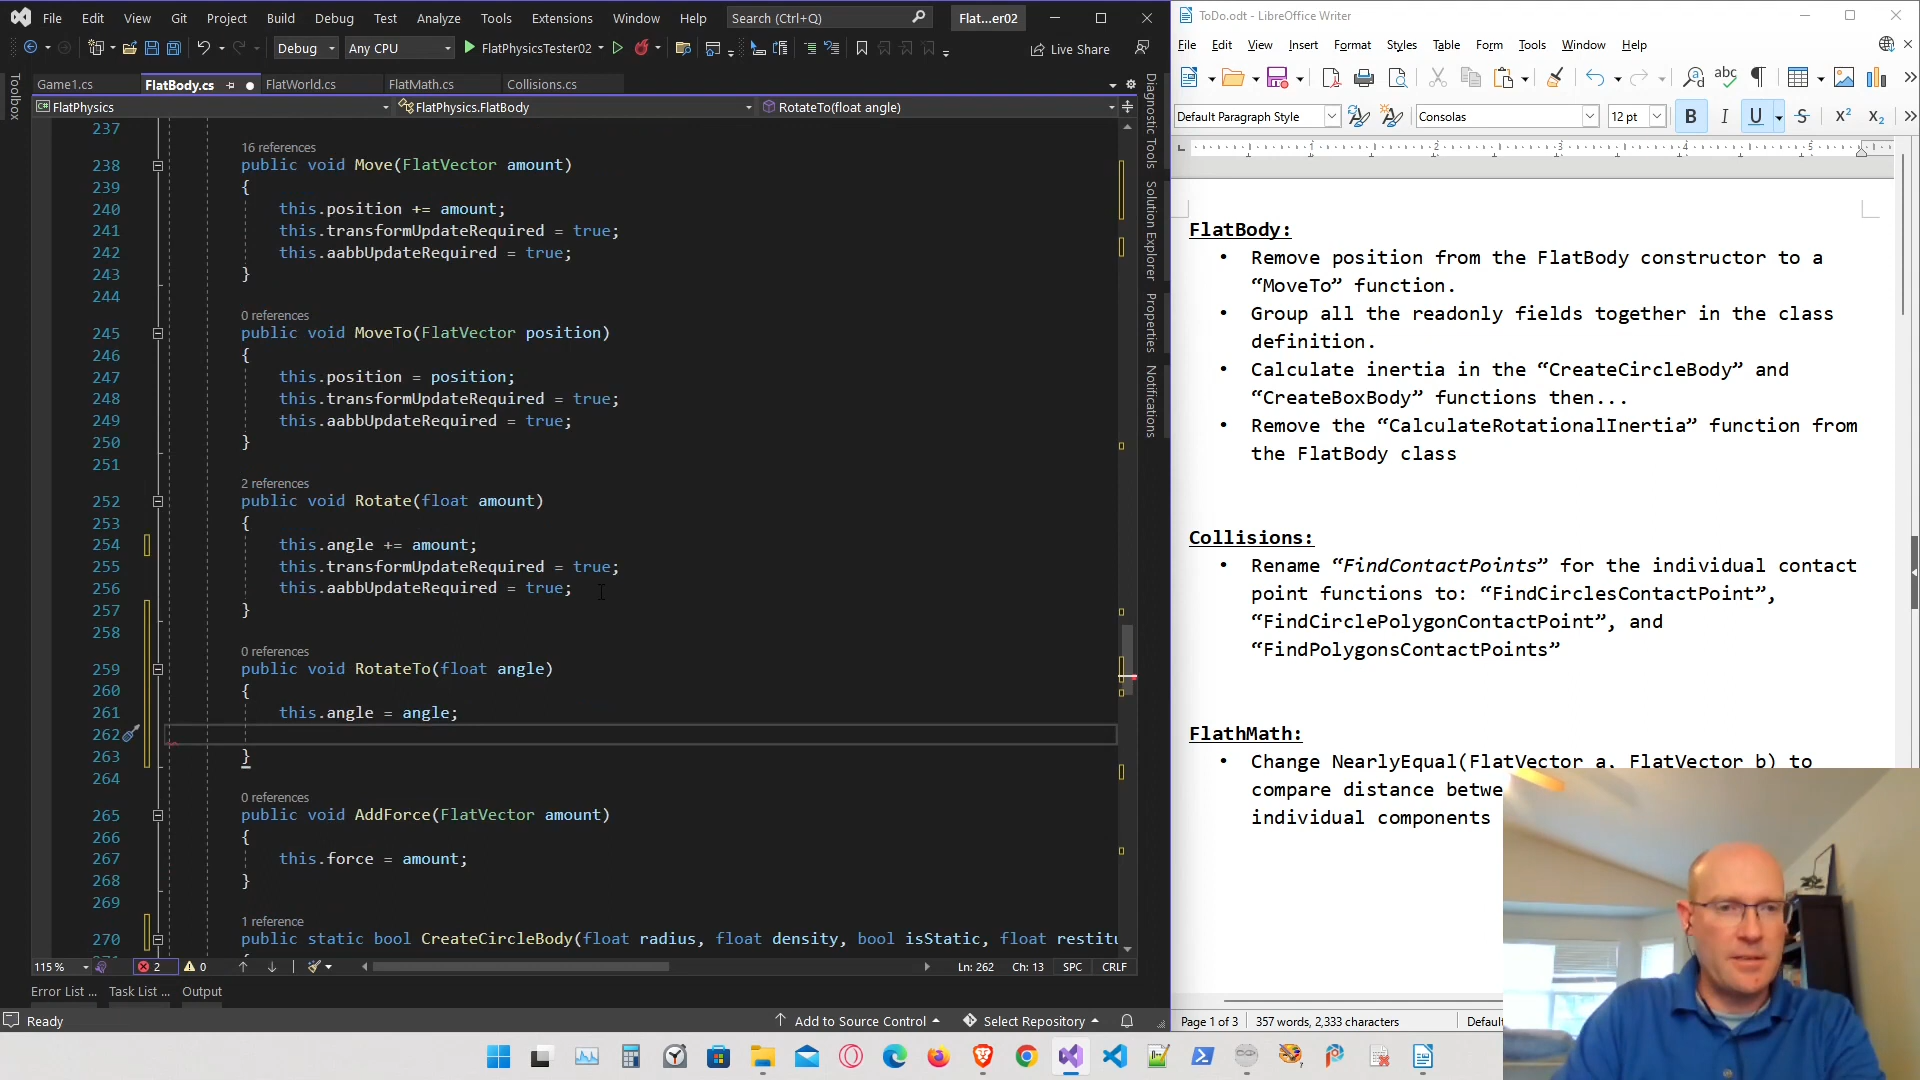 File Edit View Git Project Build Debug Test Analyze Tools Extensions Window Help Search (Ctrl+Q) Flat...er02
Debug Any CPU FlatPhysicsTester02 Live Share
Game1.cs FlatBody.cs FlatWorld.cs FlatMath.cs Collisions.cs
FlatPhysics FlatPhysics.FlatBody RotateTo(float angle)
237
16 references
238 public void Move(FlatVector amount)
239 {
240 this.position += amount;
241 this.transformUpdateRequired = true;
242 this.aabbUpdateRequired = true;
243 }
244
0 references
245 public void MoveTo(FlatVector position)
246 {
247 this.position = position;
248 this.transformUpdateRequired = true;
249 this.aabbUpdateRequired = true;
250 }
251
2 references
252 public void Rotate(float amount)
253 {
254 this.angle += amount;
255 this.transformUpdateRequired = true;
256 this.aabbUpdateRequired = true;
257 }
258
0 references
259 public void RotateTo(float angle)
260 {
261 this.angle = angle;
262
263 }
264
0 references
265 public void AddForce(FlatVector amount)
266 {
267 this.force = amount;
268 }
269
1 reference
270 public static bool CreateCircleBody(float radius, float density, bool isStatic, float restitu
115 % 2 0 Ln: 262 Ch: 13 SPC CRLF
Error List ... Task List ... Output
Ready Add to Source Control Select Repository
Toolbox
Diagnostic Tools
Solution Explorer
Properties
Notifications
ToDo.odt - LibreOffice Writer
File Edit View Insert Format Styles Table Form Tools Window Help
Default Paragraph Style Consolas 12 pt
FlatBody:
• Remove position from the FlatBody constructor to a
“MoveTo” function.
• Group all the readonly fields together in the class
definition.
• Calculate inertia in the “CreateCircleBody” and
“CreateBoxBody” functions then...
• Remove the “CalculateRotationalInertia” function from
the FlatBody class
Collisions:
• Rename “FindContactPoints” for the individual contact
point functions to: “FindCirclesContactPoint”,
“FindCirclePolygonContactPoint”, and
“FindPolygonsContactPoints”
FlathMath:
• Change NearlyEqual(FlatVector a, FlatVector b) to
compare distance betwe
individual components
Page 1 of 3 357 words, 2,333 characters Default